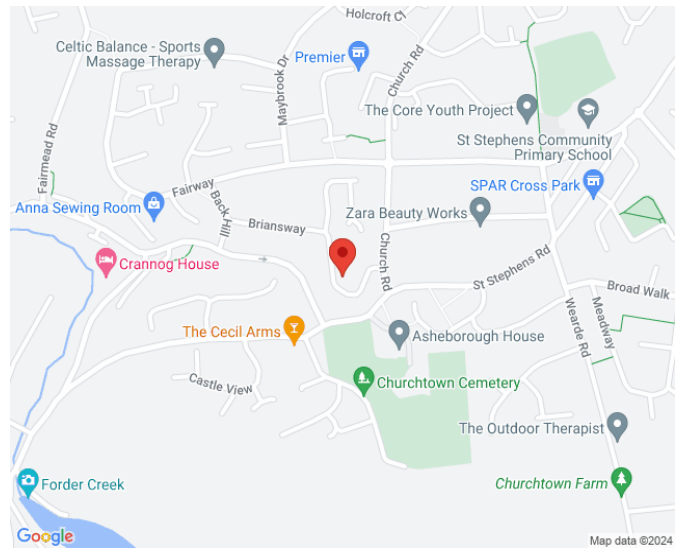 Holcroft C
Celtic Balance - Sports
Massage Therapy
Premier
Church Rd
Maybrook Dr
The Core Youth Project
St Stephens Community
Primary School
Fairmead Rd
Fairway
SPAR Cross Park
Anna Sewing Room
Back Hill
Zara Beauty Works
Briansway
Crannog House
Church Rd
St Stephens Rd
Broad Walk
Meadway
Wearde Rd
The Cecil Arms
Asheborough House
Castle View
Churchtown Cemetery
The Outdoor Therapist
Forder Creek
Churchtown Farm
Google
Map data ©2024